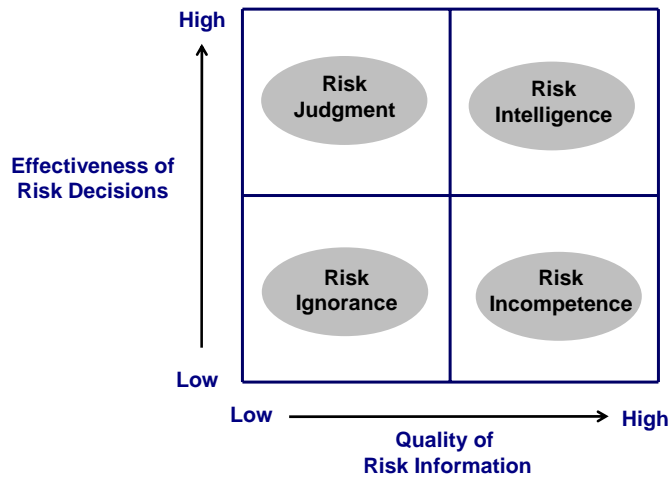 High
Risk
Judgment
Risk
Intelligence
Effectiveness of
Risk Decisions
Risk
Ignorance
Risk
Incompetence
Low
Low
High
Quality of
Risk Information